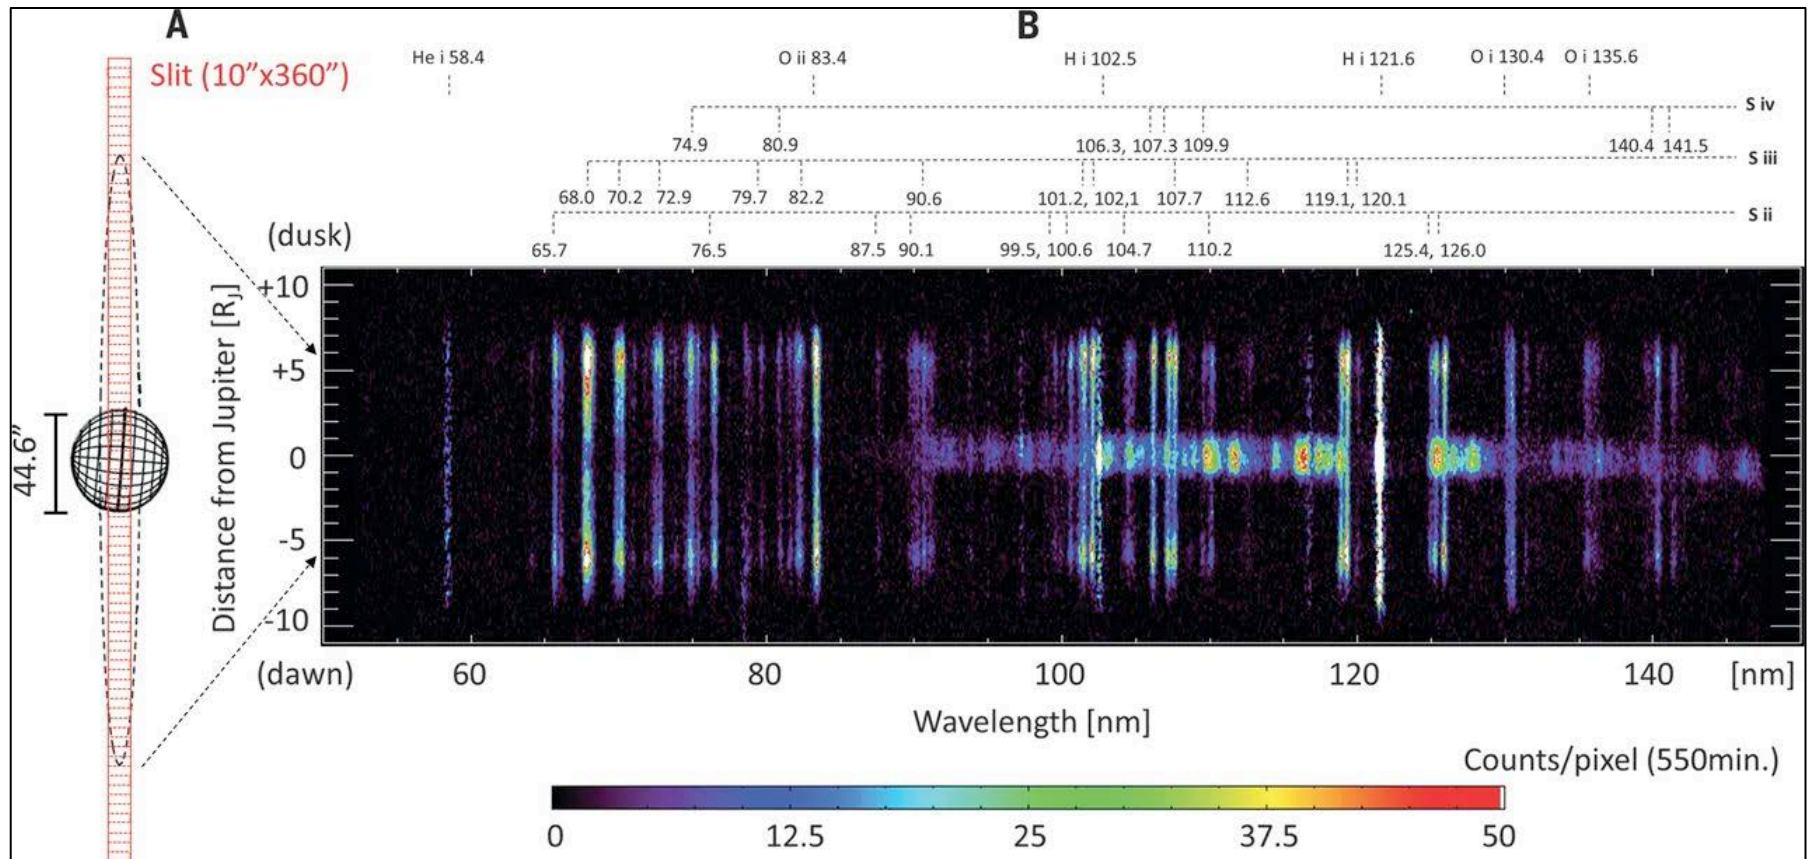 A
B
Slit (10”x360”)
He i 58.4
O ii 83.4
H i 102.5
H i 121.6
O i 130.4
O i 135.6
S iv
74.9
80.9
106.3, 107.3 109.9
140.4
141.5
S iii
68.0
70.2
72.9
79.7
82.2
90.6
101.2, 102,1
107.7
112.6
119.1, 120.1
S ii
65.7
76.5
87.5
90.1
99.5, 100.6
104.7
110.2
125.4, 126.0
(dusk)
44.6”
Distance from Jupiter [RJ]
+10
+5
0
-5
-10
(dawn)
60
80
100
120
140
[nm]
Wavelength [nm]
Counts/pixel (550min.)
0
12.5
25
37.5
50